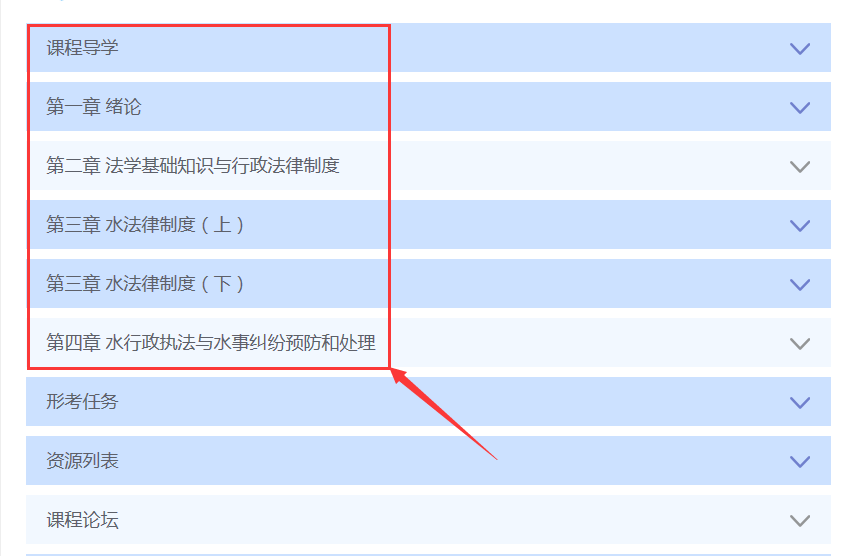 课程导学
第一章 绪论
第二章 法学基础知识与行政法律制度
第三章 水法律制度（上）
第三章 水法律制度（下）
第四章 水行政执法与水事纠纷预防和处理
形考任务
资源列表
课程论坛